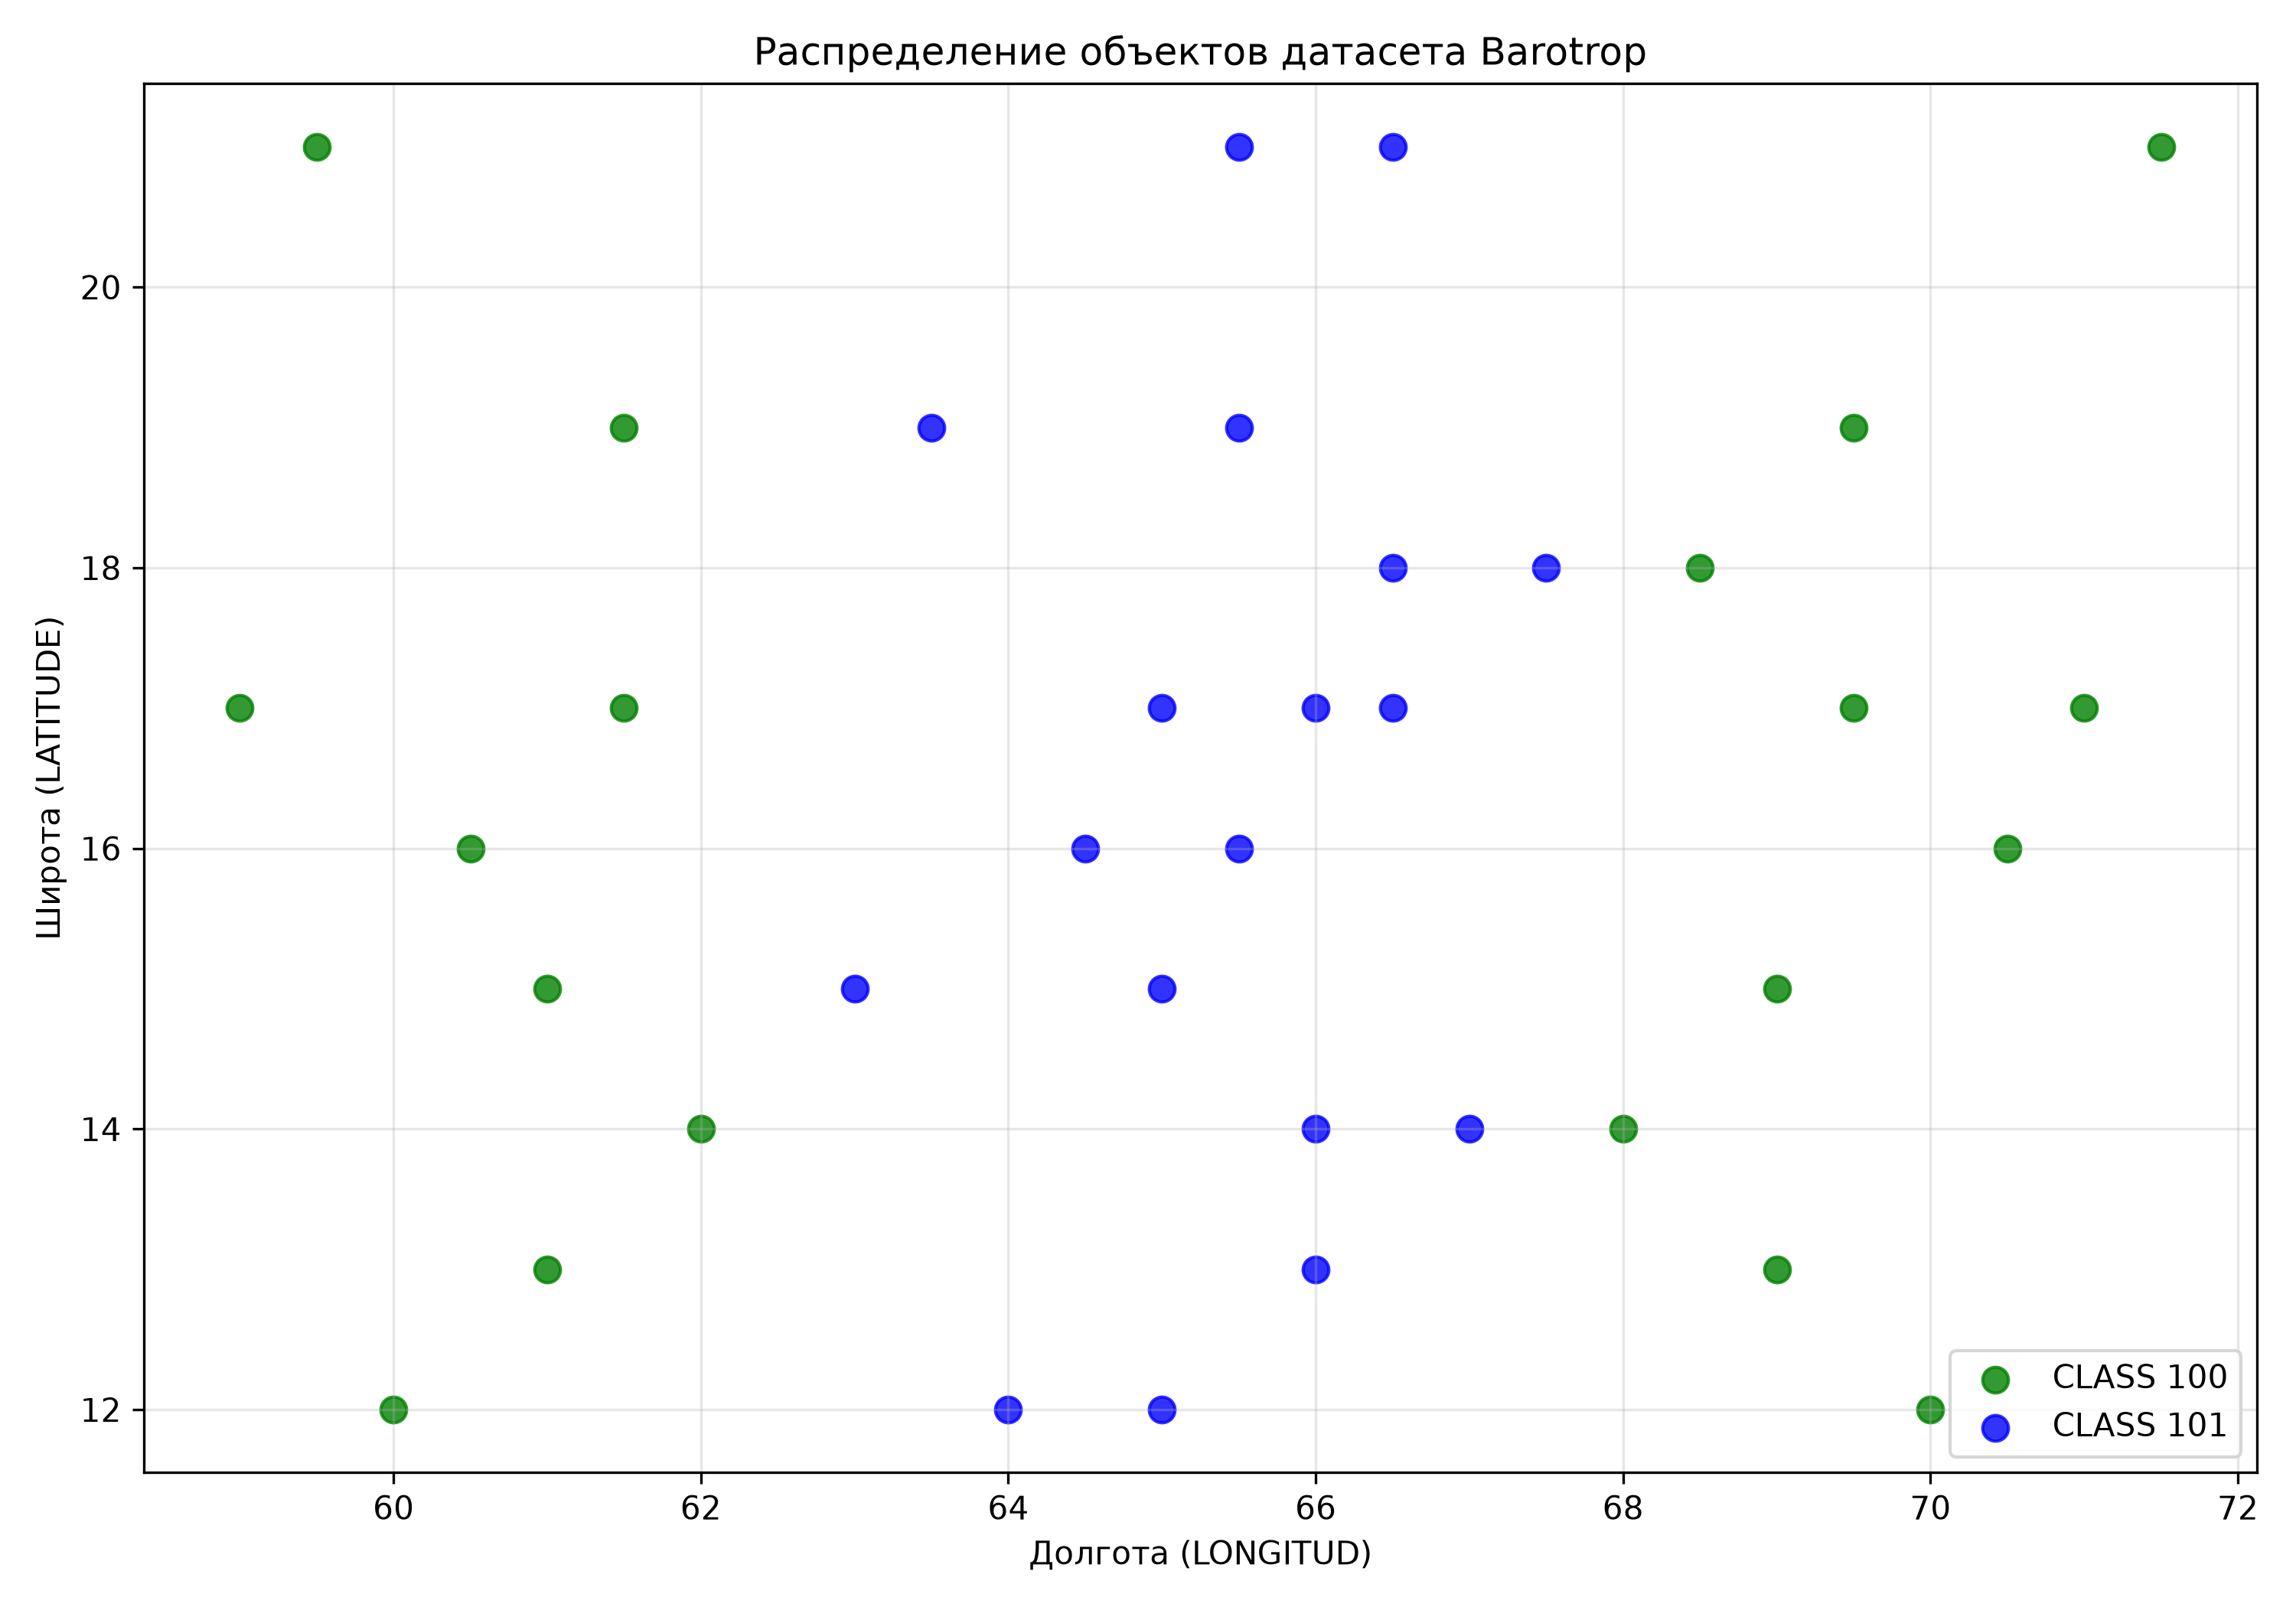 Распределение объектов датасета Barotrop
Широта (LATITUDE)
20
18
16
14
12
60 62 64 66 68 70 72
Долгота (LONGITUD)
CLASS 100
CLASS 101